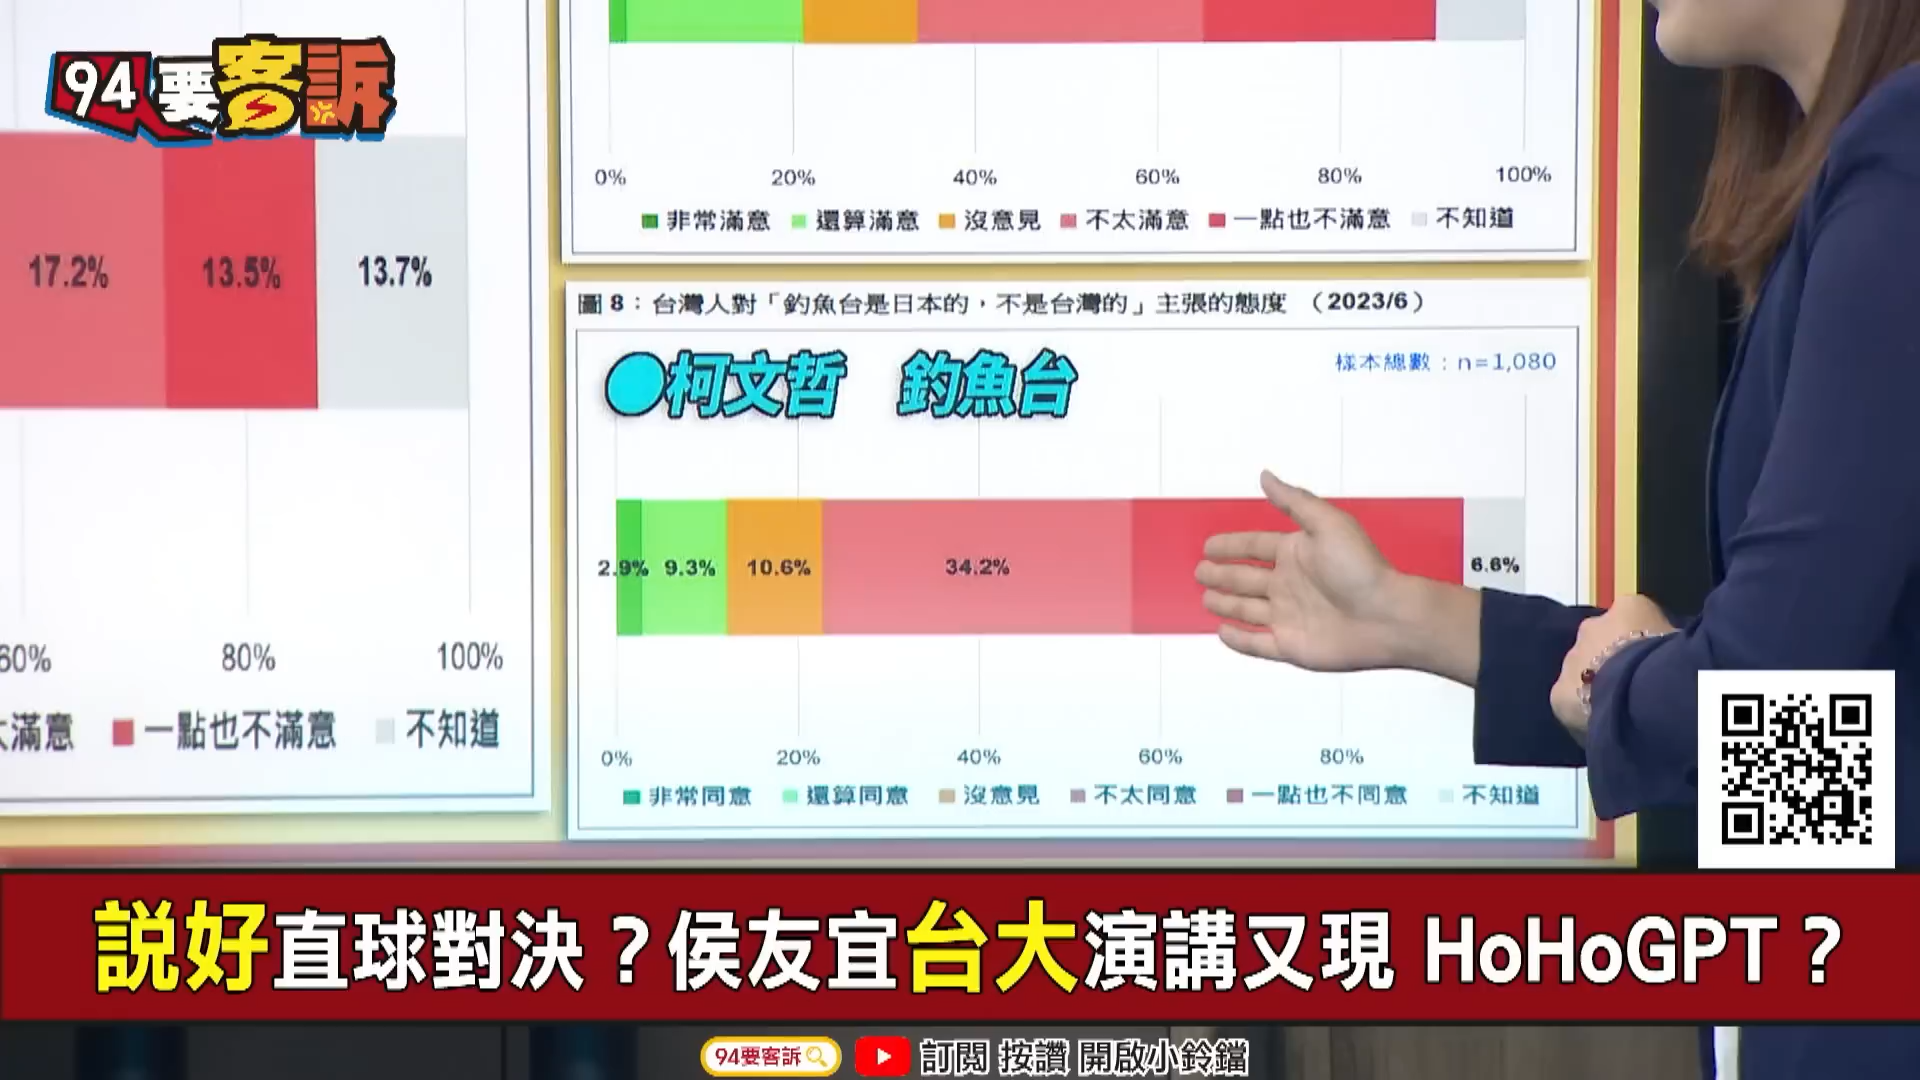 94要客訴
0% 20% 40% 60% 80% 100%
非常滿意 還算滿意 沒意見 不太滿意 一點也不滿意 不知道
17.2% 13.5% 13.7%
60% 80% 100%
滿意 一點也不滿意 不知道
圖 8：台灣人對「釣魚台是日本的，不是台灣的」主張的態度 （2023/6）
●柯文哲 釣魚台
樣本總數：n=1,080
2.9% 9.3% 10.6% 34.2% 6.6%
0% 20% 40% 60% 80%
非常同意 還算同意 沒意見 不太同意 一點也不同意 不知道
説好直球對決？侯友宜台大演講又現 HoHoGPT？
94要客訴 訂閱 按讚 開啟小鈴鐺